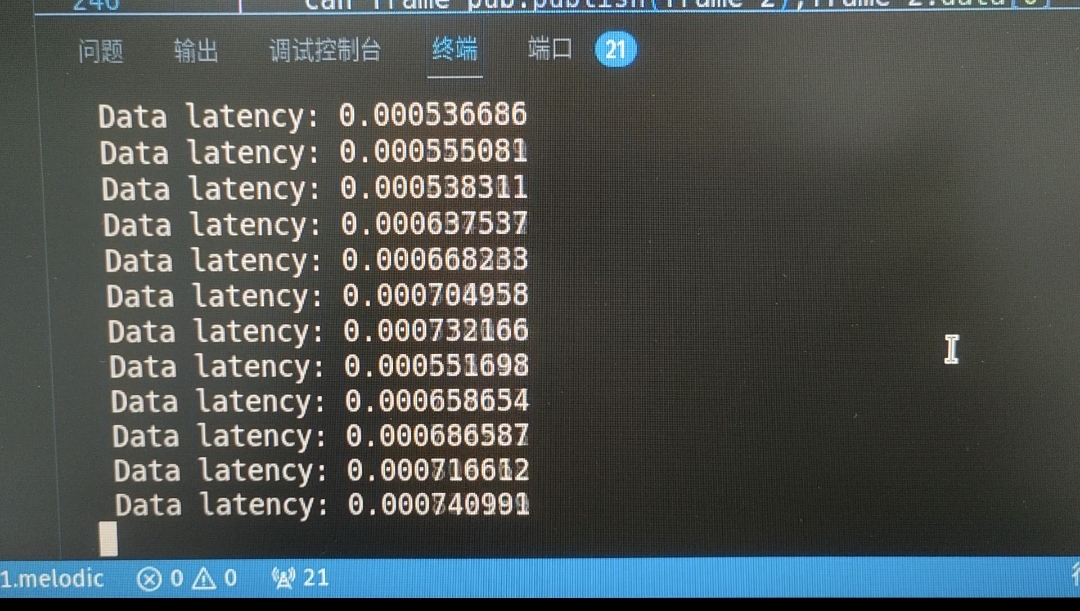 246
can_frame_pub.publish(frame_2);frame_2.data[0]
问题 输出 调试控制台 终端 端口 21
Data latency: 0.000536686
Data latency: 0.000555081
Data latency: 0.000538311
Data latency: 0.000637537
Data latency: 0.000668233
Data latency: 0.000704958
Data latency: 0.000732166
Data latency: 0.000551698
Data latency: 0.000658654
Data latency: 0.000686587
Data latency: 0.000716612
Data latency: 0.000740991
1.melodic 0 0 21